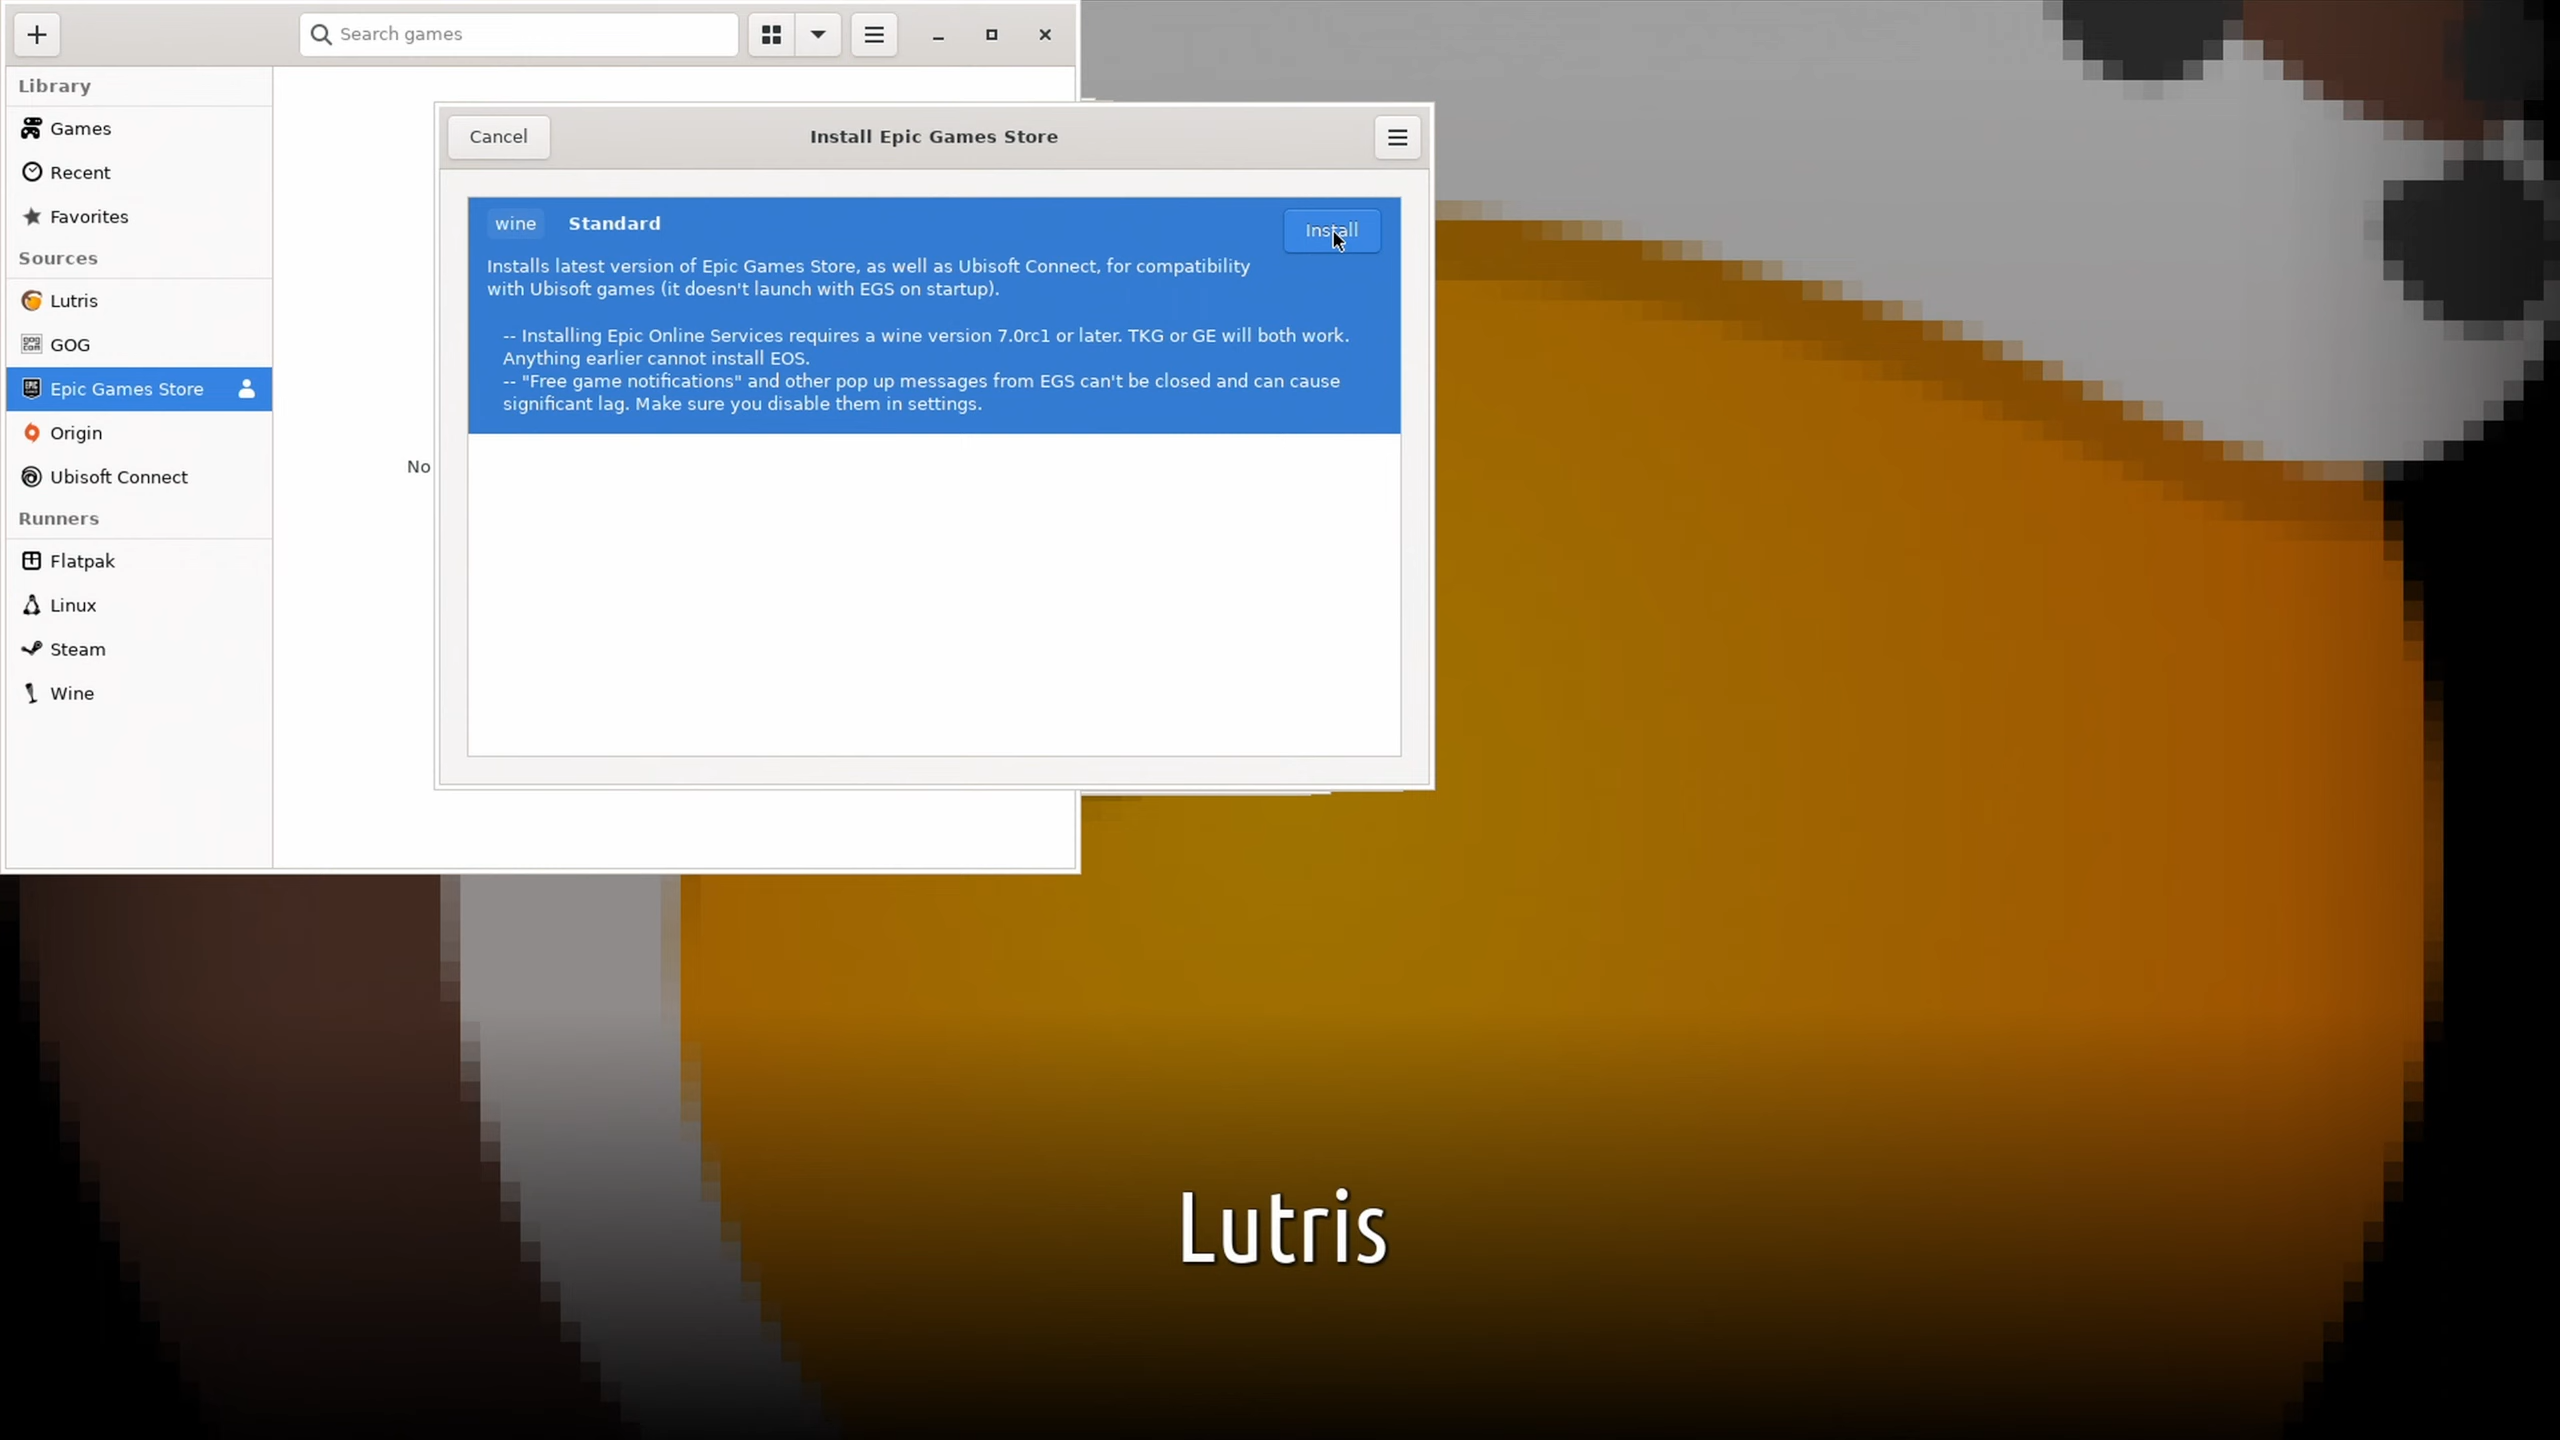 Search games
Library
Games
Recent
Favorites
Sources
Lutris
GOG
Epic Games Store
Origin
Ubisoft Connect
Runners
Flatpak
Linux
Steam
Wine
No
Cancel
Install Epic Games Store
wine Standard
Install
Installs latest version of Epic Games Store, as well as Ubisoft Connect, for compatibility
with Ubisoft games (it doesn't launch with EGS on startup).
-- Installing Epic Online Services requires a wine version 7.0rc1 or later. TKG or GE will both work.
Anything earlier cannot install EOS.
-- "Free game notifications" and other pop up messages from EGS can't be closed and can cause
significant lag. Make sure you disable them in settings.
Lutris